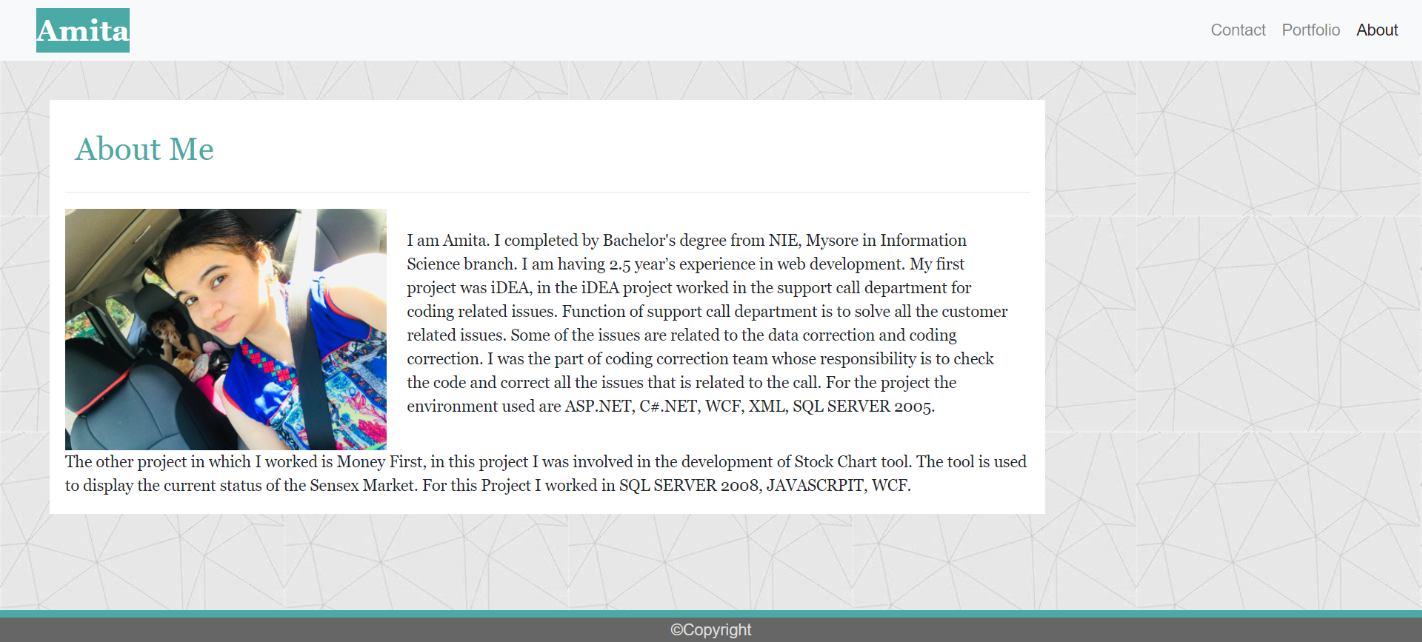 Amita
Contact Portfolio About
About Me
I am Amita. I completed by Bachelor's degree from NIE, Mysore in Information
Science branch. I am having 2.5 year's experience in web development. My first
project was iDEA, in the iDEA project worked in the support call department for
coding related issues. Function of support call department is to solve all the customer
related issues. Some of the issues are related to the data correction and coding
correction. I was the part of coding correction team whose responsibility is to check
the code and correct all the issues that is related to the call. For the project the
environment used are ASP.NET, C#.NET, WCF, XML, SQL SERVER 2005.
The other project in which I worked is Money First, in this project I was involved in the development of Stock Chart tool. The tool is used
to display the current status of the Sensex Market. For this Project I worked in SQL SERVER 2008, JAVASCRPIT, WCF.
©Copyright